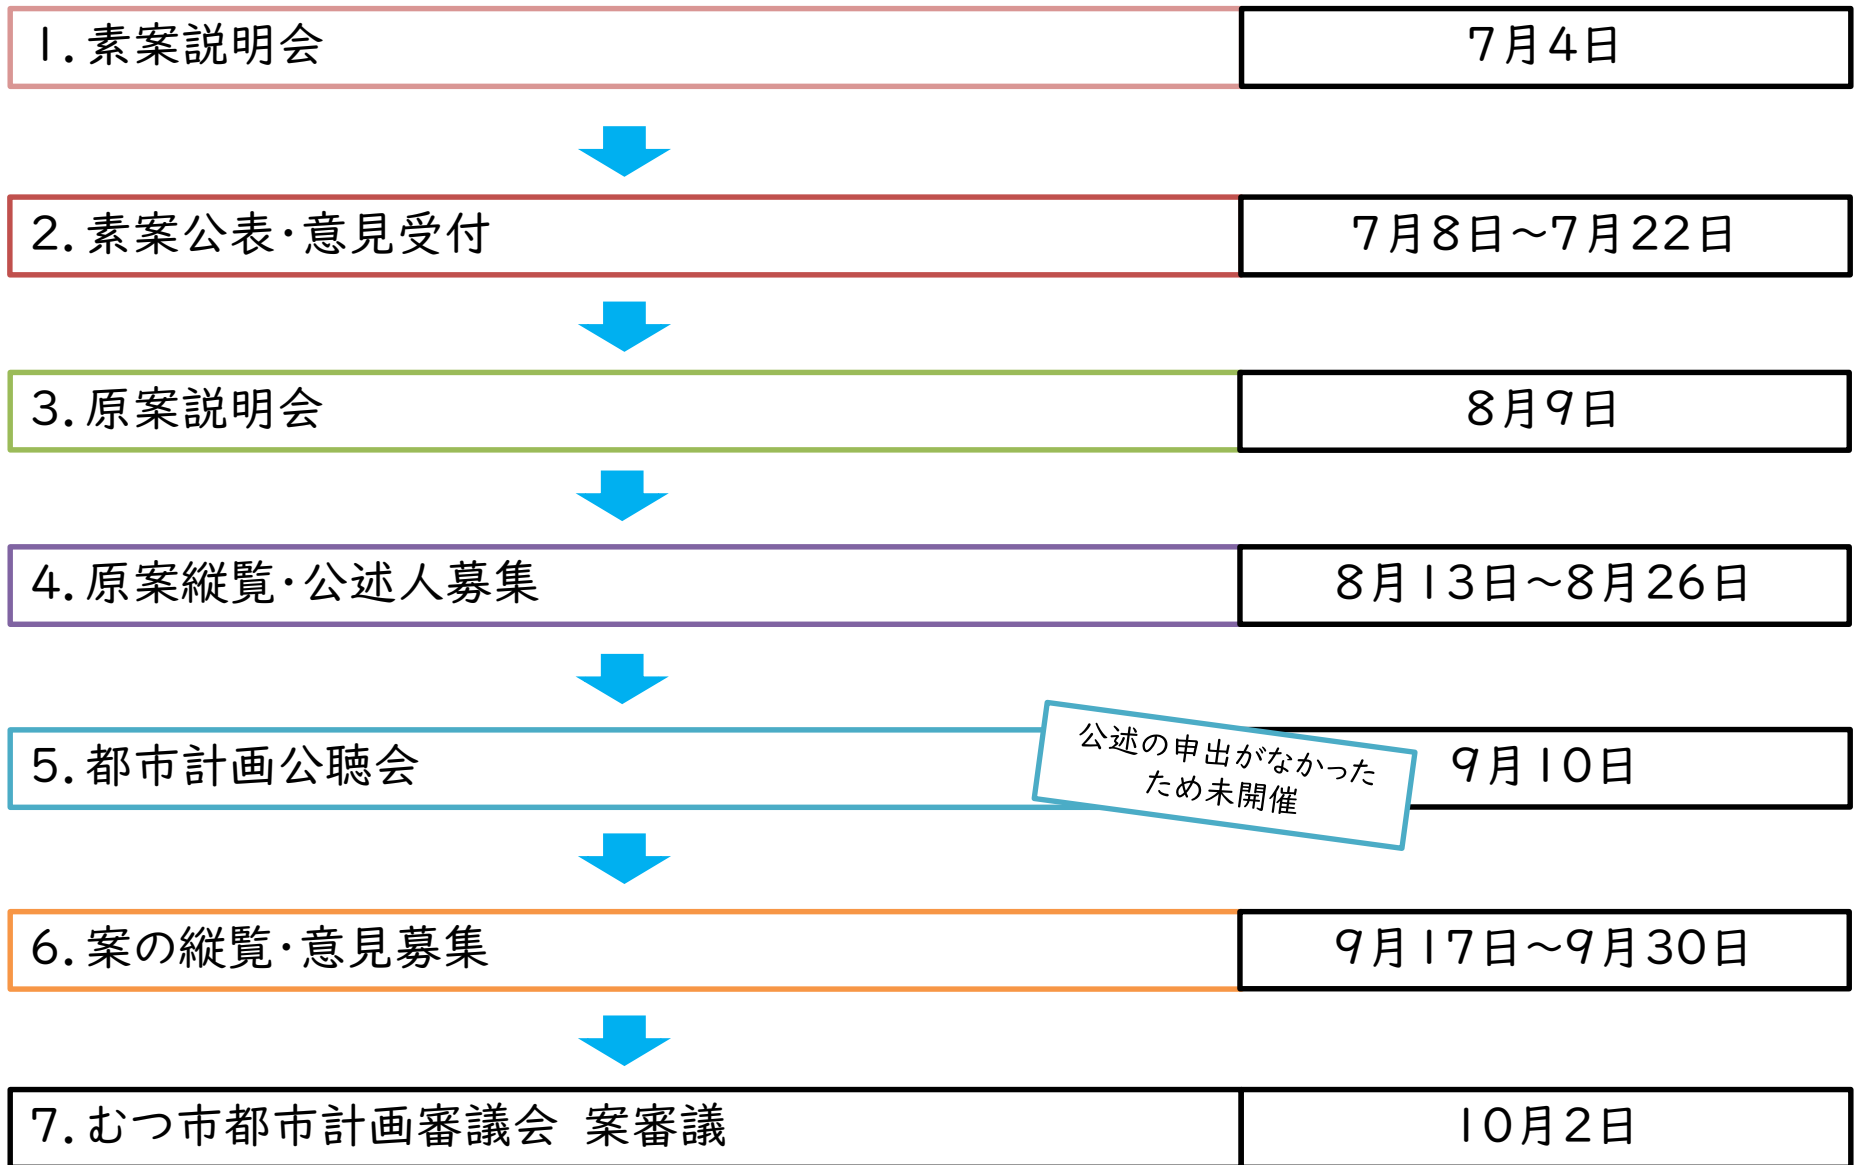 1.素案説明会 7月4日
2.素案公表・意見受付 7月8日～7月22日
3.原案説明会 8月9日
4.原案縦覧・公述人募集 8月13日～8月26日
5.都市計画公聴会 9月10日
公述の申出がなかった
ため未開催
6.案の縦覧・意見募集 9月17日～9月30日
7.むつ市都市計画審議会 案審議 10月2日